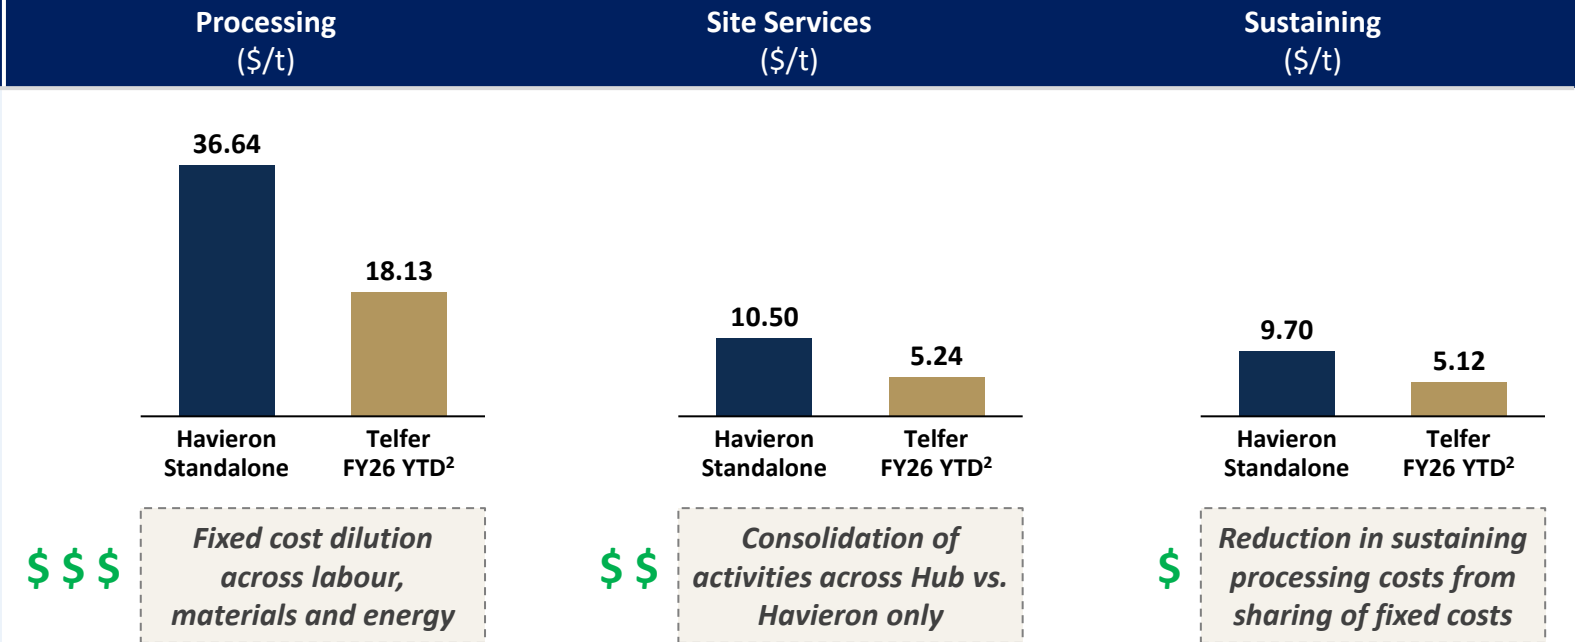 Processing
($/t)
Site Services
($/t)
Sustaining
($/t)
36.64
18.13
Havieron
Standalone
Telfer
FY26 YTD²
10.50
5.24
Havieron
Standalone
Telfer
FY26 YTD²
9.70
5.12
Havieron
Standalone
Telfer
FY26 YTD²
$ $ $
Fixed cost dilution
across labour,
materials and energy
$ $
Consolidation of
activities across Hub vs.
Havieron only
$
Reduction in sustaining
processing costs from
sharing of fixed costs